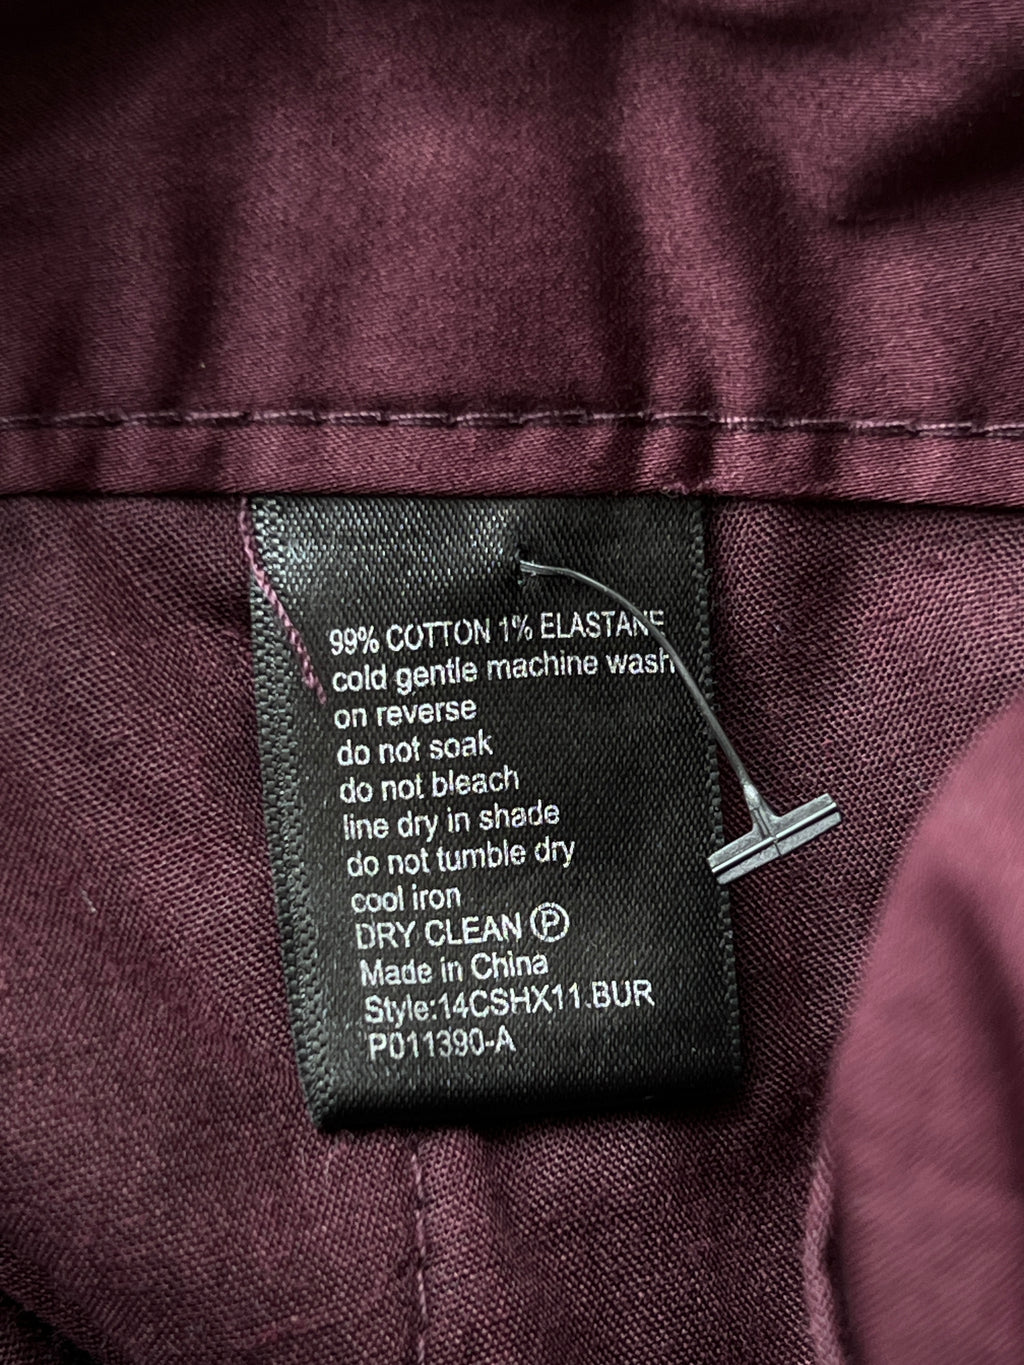 99% COTTON 1% ELASTANE
cold gentle machine wash
on reverse
do not soak
do not bleach
line dry in shade
do not tumble dry
cool iron
DRY CLEAN Ⓟ
Made in China
Style:14CSHX11.BUR
P011390-A